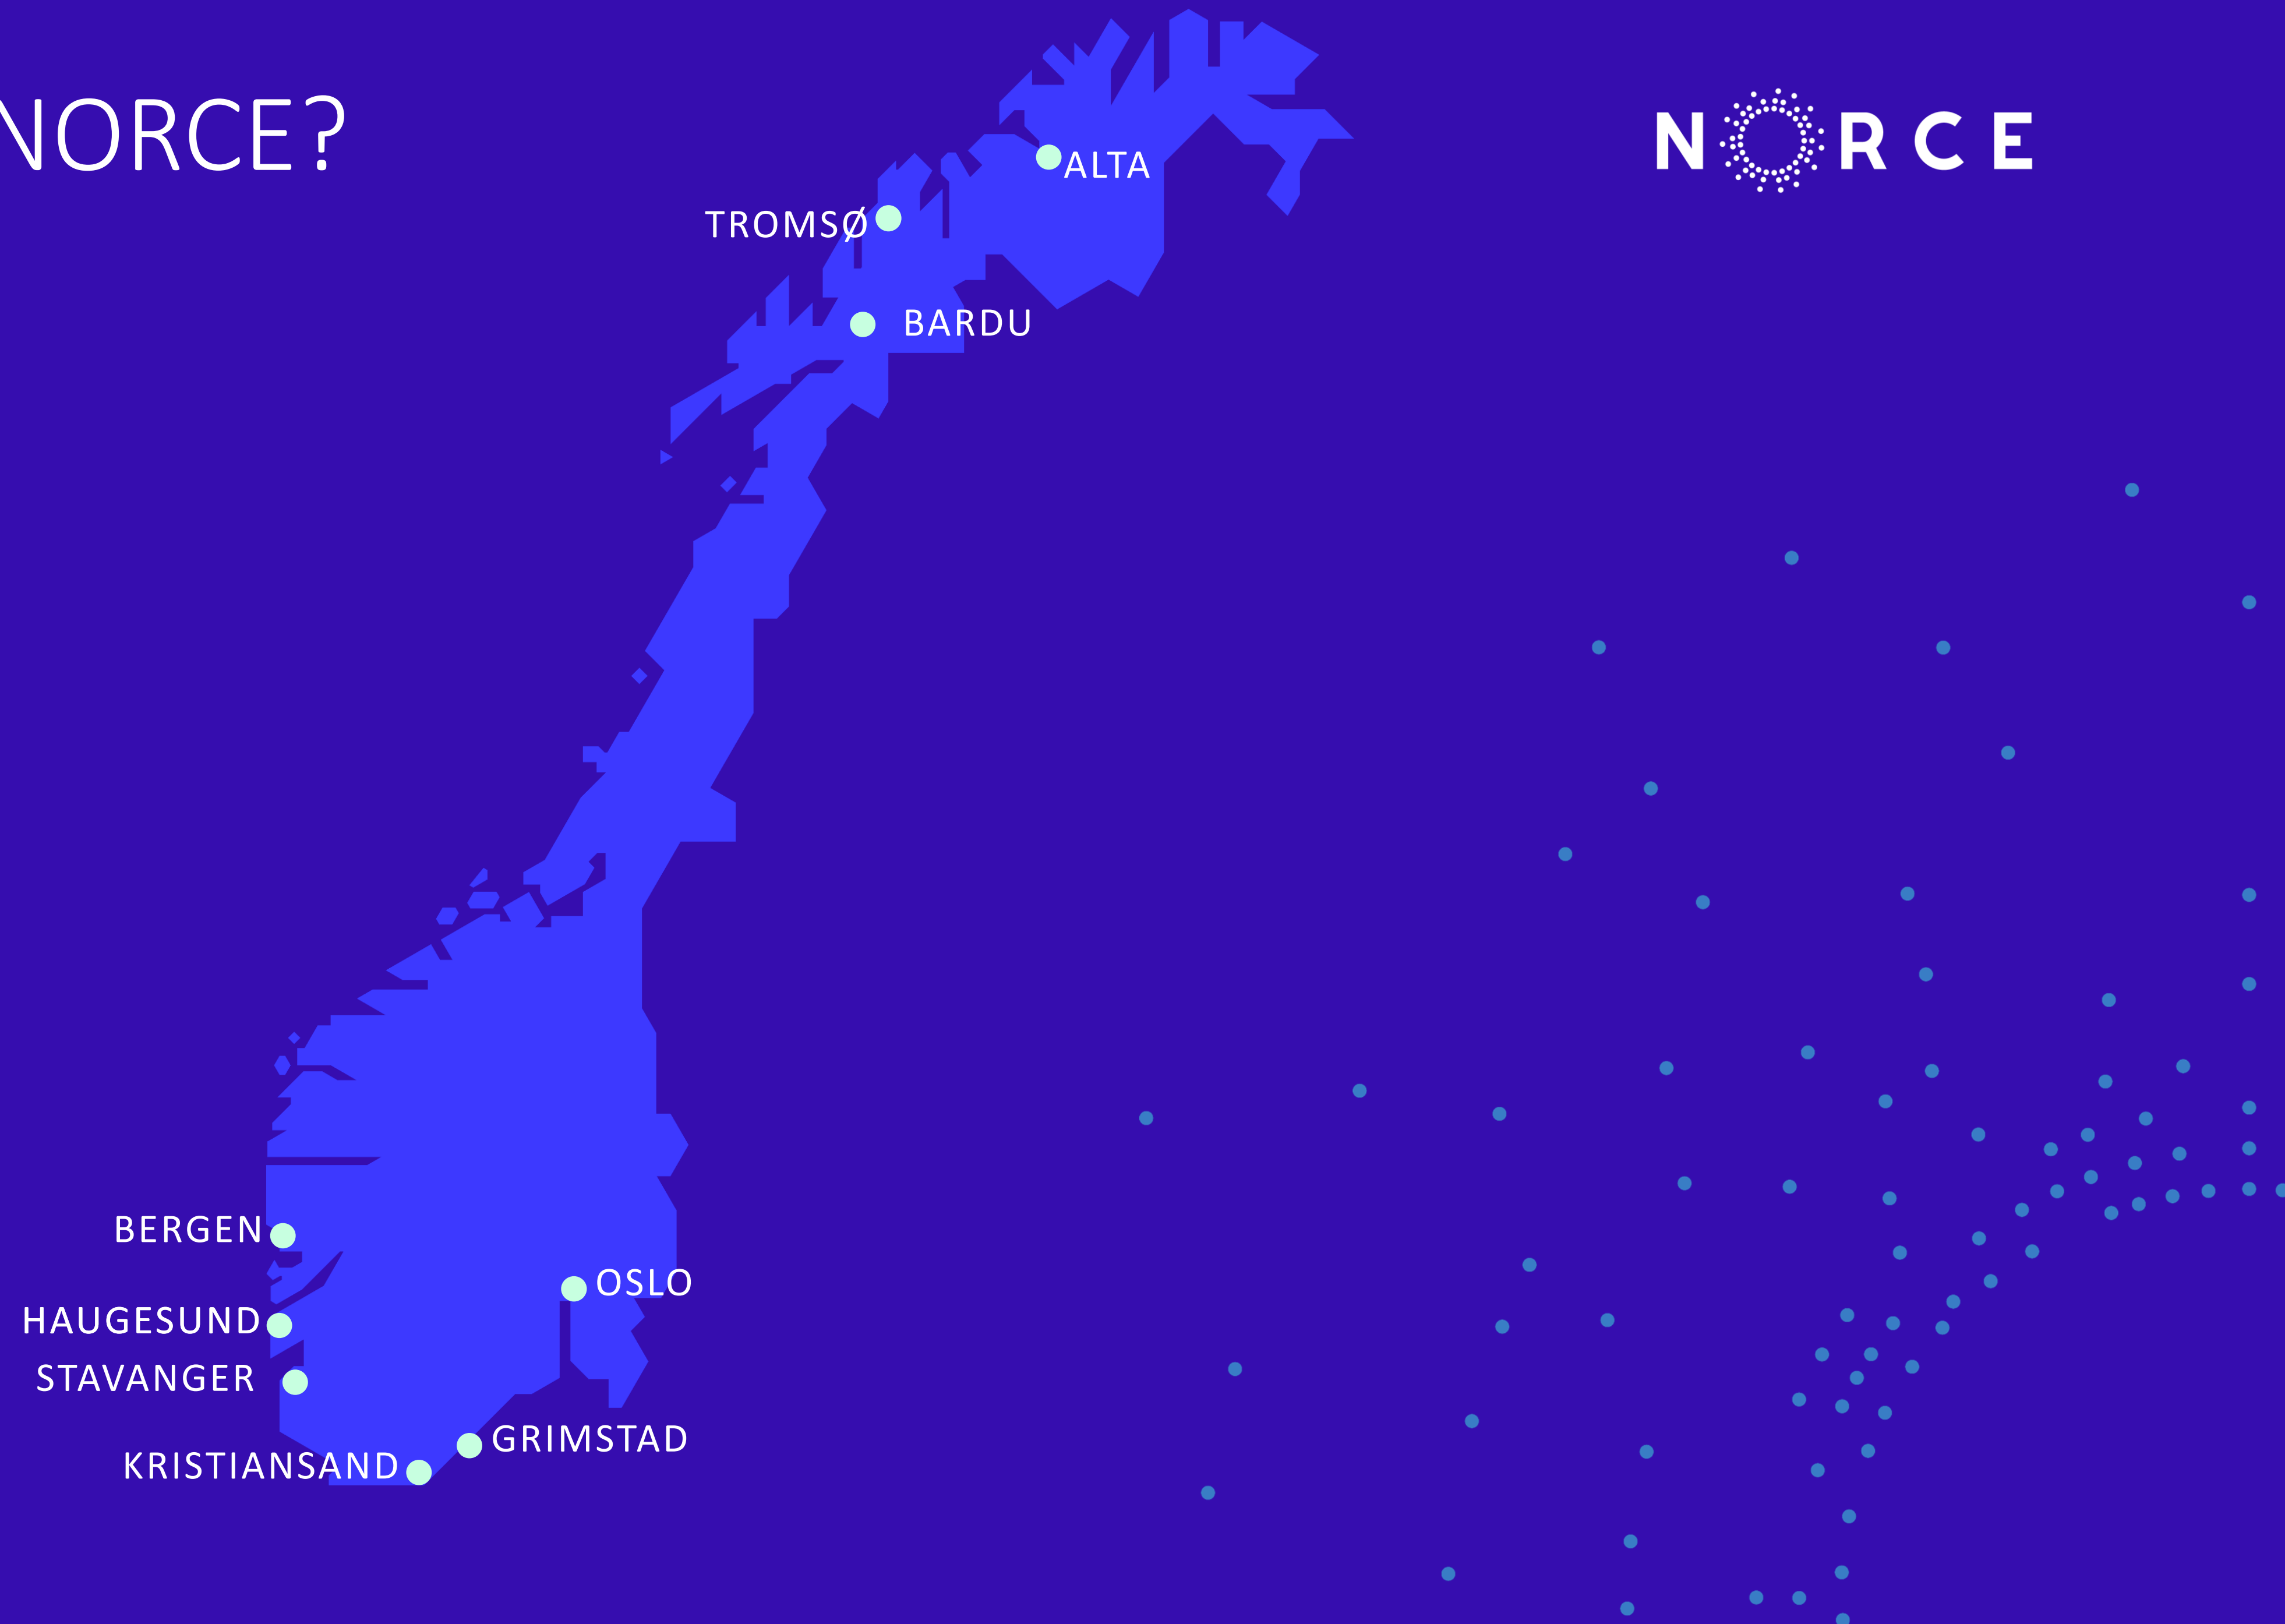 NORCE?
NORCE
ALTA
TROMSØ
BARDU
BERGEN
OSLO
HAUGESUND
STAVANGER
GRIMSTAD
KRISTIANSAND